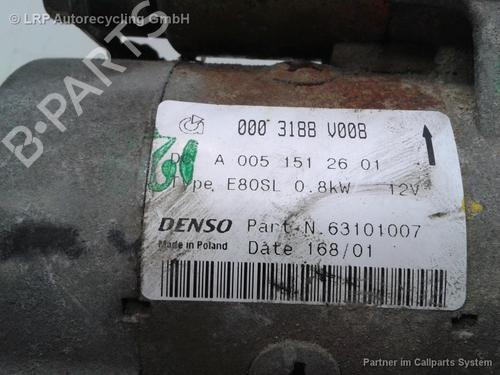 © LRP Autorecycling GmbH
B-PARTS
000 3188 V008
A 005 151 26 01
Type E80SL 0.8kW 12V
DENSO Part-N.63101007
Made in Poland Date 168/01
Partner im Callparts System